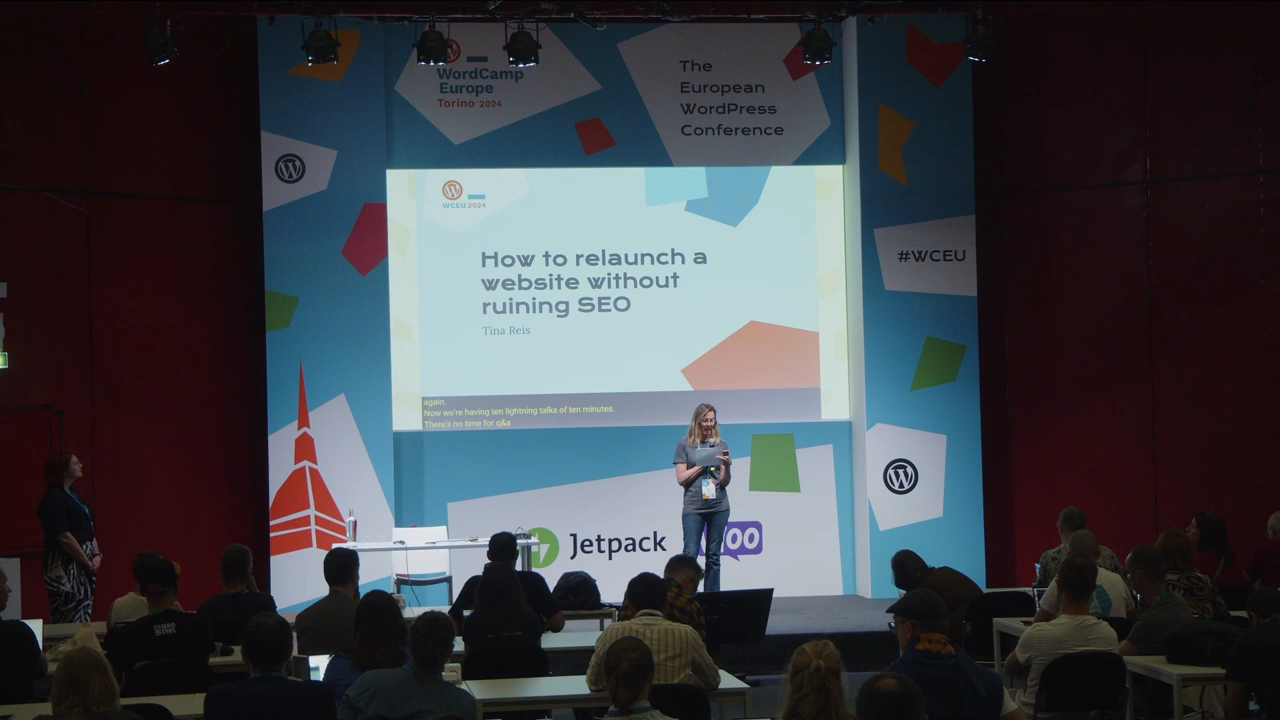 WordCamp
Europe
Torino 2024
The
European
WordPress
Conference
WCEU 2024
How to relaunch a
website without
ruining SEO
Tina Reis
again.
Now we're having ten lightning talks of ten minutes.
There's no time for q&a
#WCEU
Jetpack